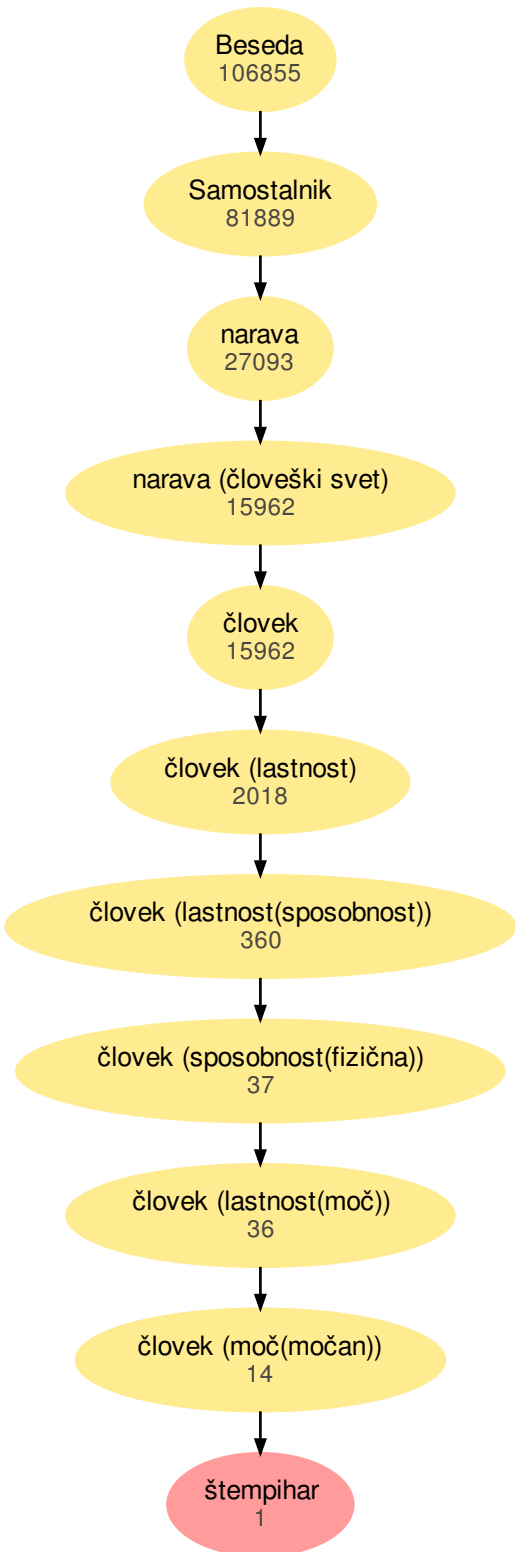 Beseda
106855
Samostalnik
81889
narava
27093
narava (človeški svet)
15962
človek
15962
človek (lastnost)
2018
človek (lastnost(sposobnost))
360
človek (sposobnost(fizična))
37
človek (lastnost(moč))
36
človek (moč(močan))
14
štempihar
1